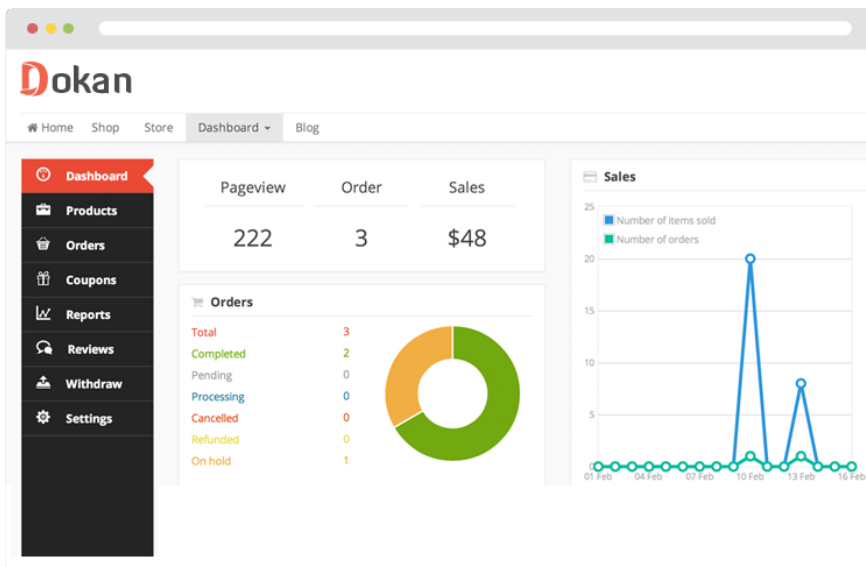 Dokan
Home Shop Store Dashboard Blog
Dashboard
Products
Orders
Coupons
Reports
Reviews
Withdraw
Settings
Pageview Order Sales
222 3 $48
Orders
Total 3
Completed 2
Pending 0
Processing 0
Cancelled 0
Refunded 0
On hold 1
Sales
25
Number of items sold
Number of orders
20
15
10
5
0
01 Feb 04 Feb 07 Feb 10 Feb 13 Feb 16 Feb